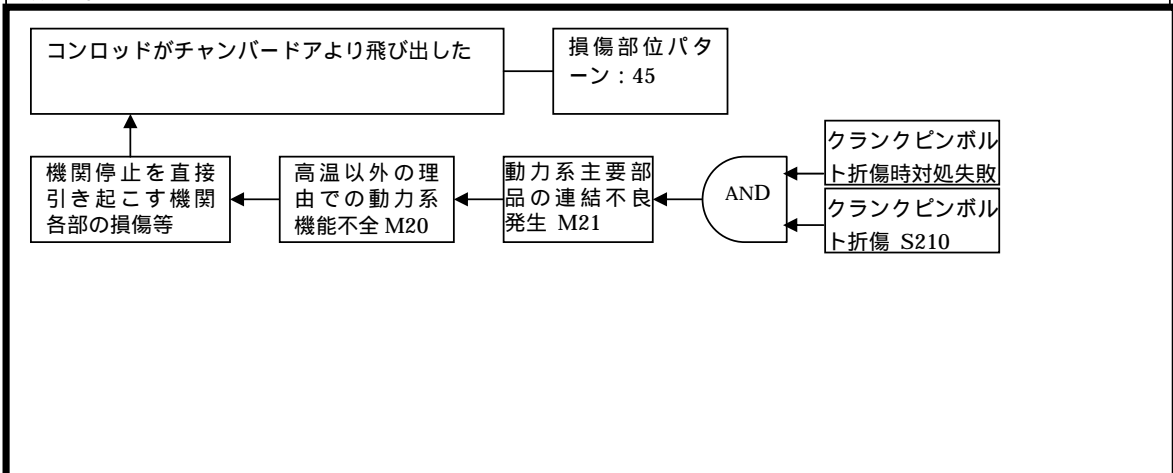 コンロッドがチャンバードアより飛び出した
損傷部位パタ
ーン：45
機関停止を直接
引き起こす機関
各部の損傷等
高温以外の理
由での動力系
機能不全 M20
動力系主要部
品の連結不良
発生 M21
AND
クランクピンボル
ト折傷時対処失敗
クランクピンボル
ト折傷 S210